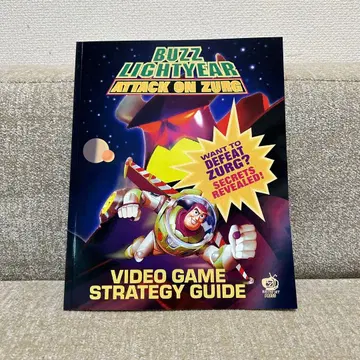 BUZZ
LIGHTYEAR
ATTACK ON ZURG
WANT TO
DEFEAT
ZURG?
SECRETS
REVEALED!
VIDEO GAME
STRATEGY GUIDE